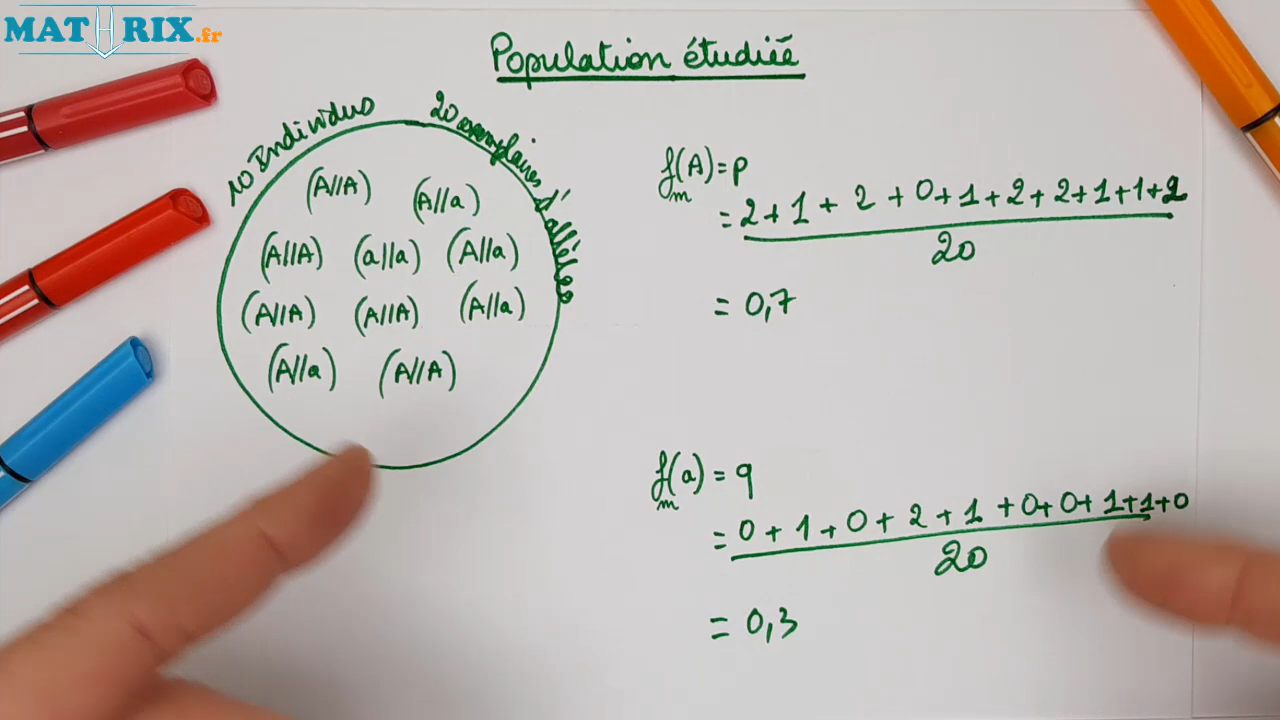 MATHRIX.fr
Population étudiée
10 Individus
20 exemplaires d'allèles
(A//A) (A//a)
(A//A) (a//a) (A//a)
(A//A) (A//A) (A//a)
(A//a) (A//A)
fm(A) = p
= 2+1+2+0+1+2+2+1+1+2
20
= 0,7
fm(a) = q
= 0+1+0+2+1+0+0+1+1+0
20
= 0,3